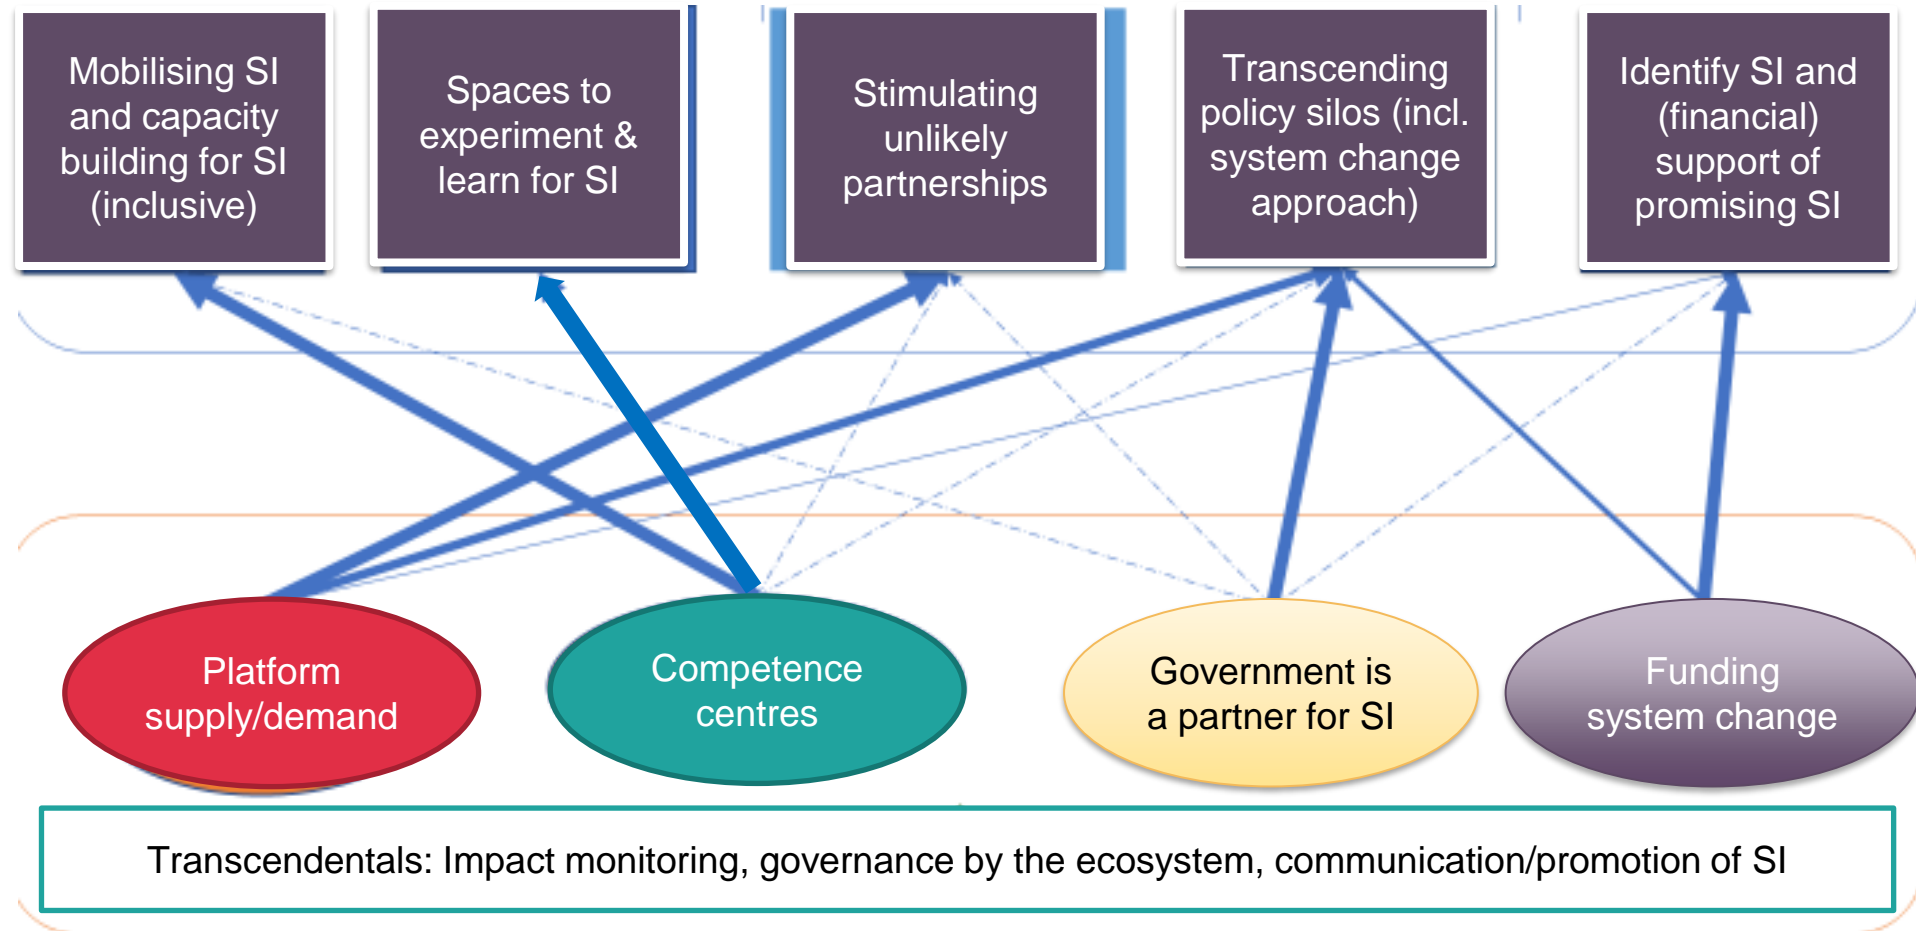 Mobilising SI
and capacity
building for SI
(inclusive)
Spaces to
experiment &
learn for SI
Stimulating
unlikely
partnerships
Transcending
policy silos (incl.
system change
approach)
Identify SI and
(financial)
support of
promising SI
Platform
supply/demand
Competence
centres
Government is
a partner for SI
Funding
system change
Transcendentals: Impact monitoring, governance by the ecosystem, communication/promotion of SI